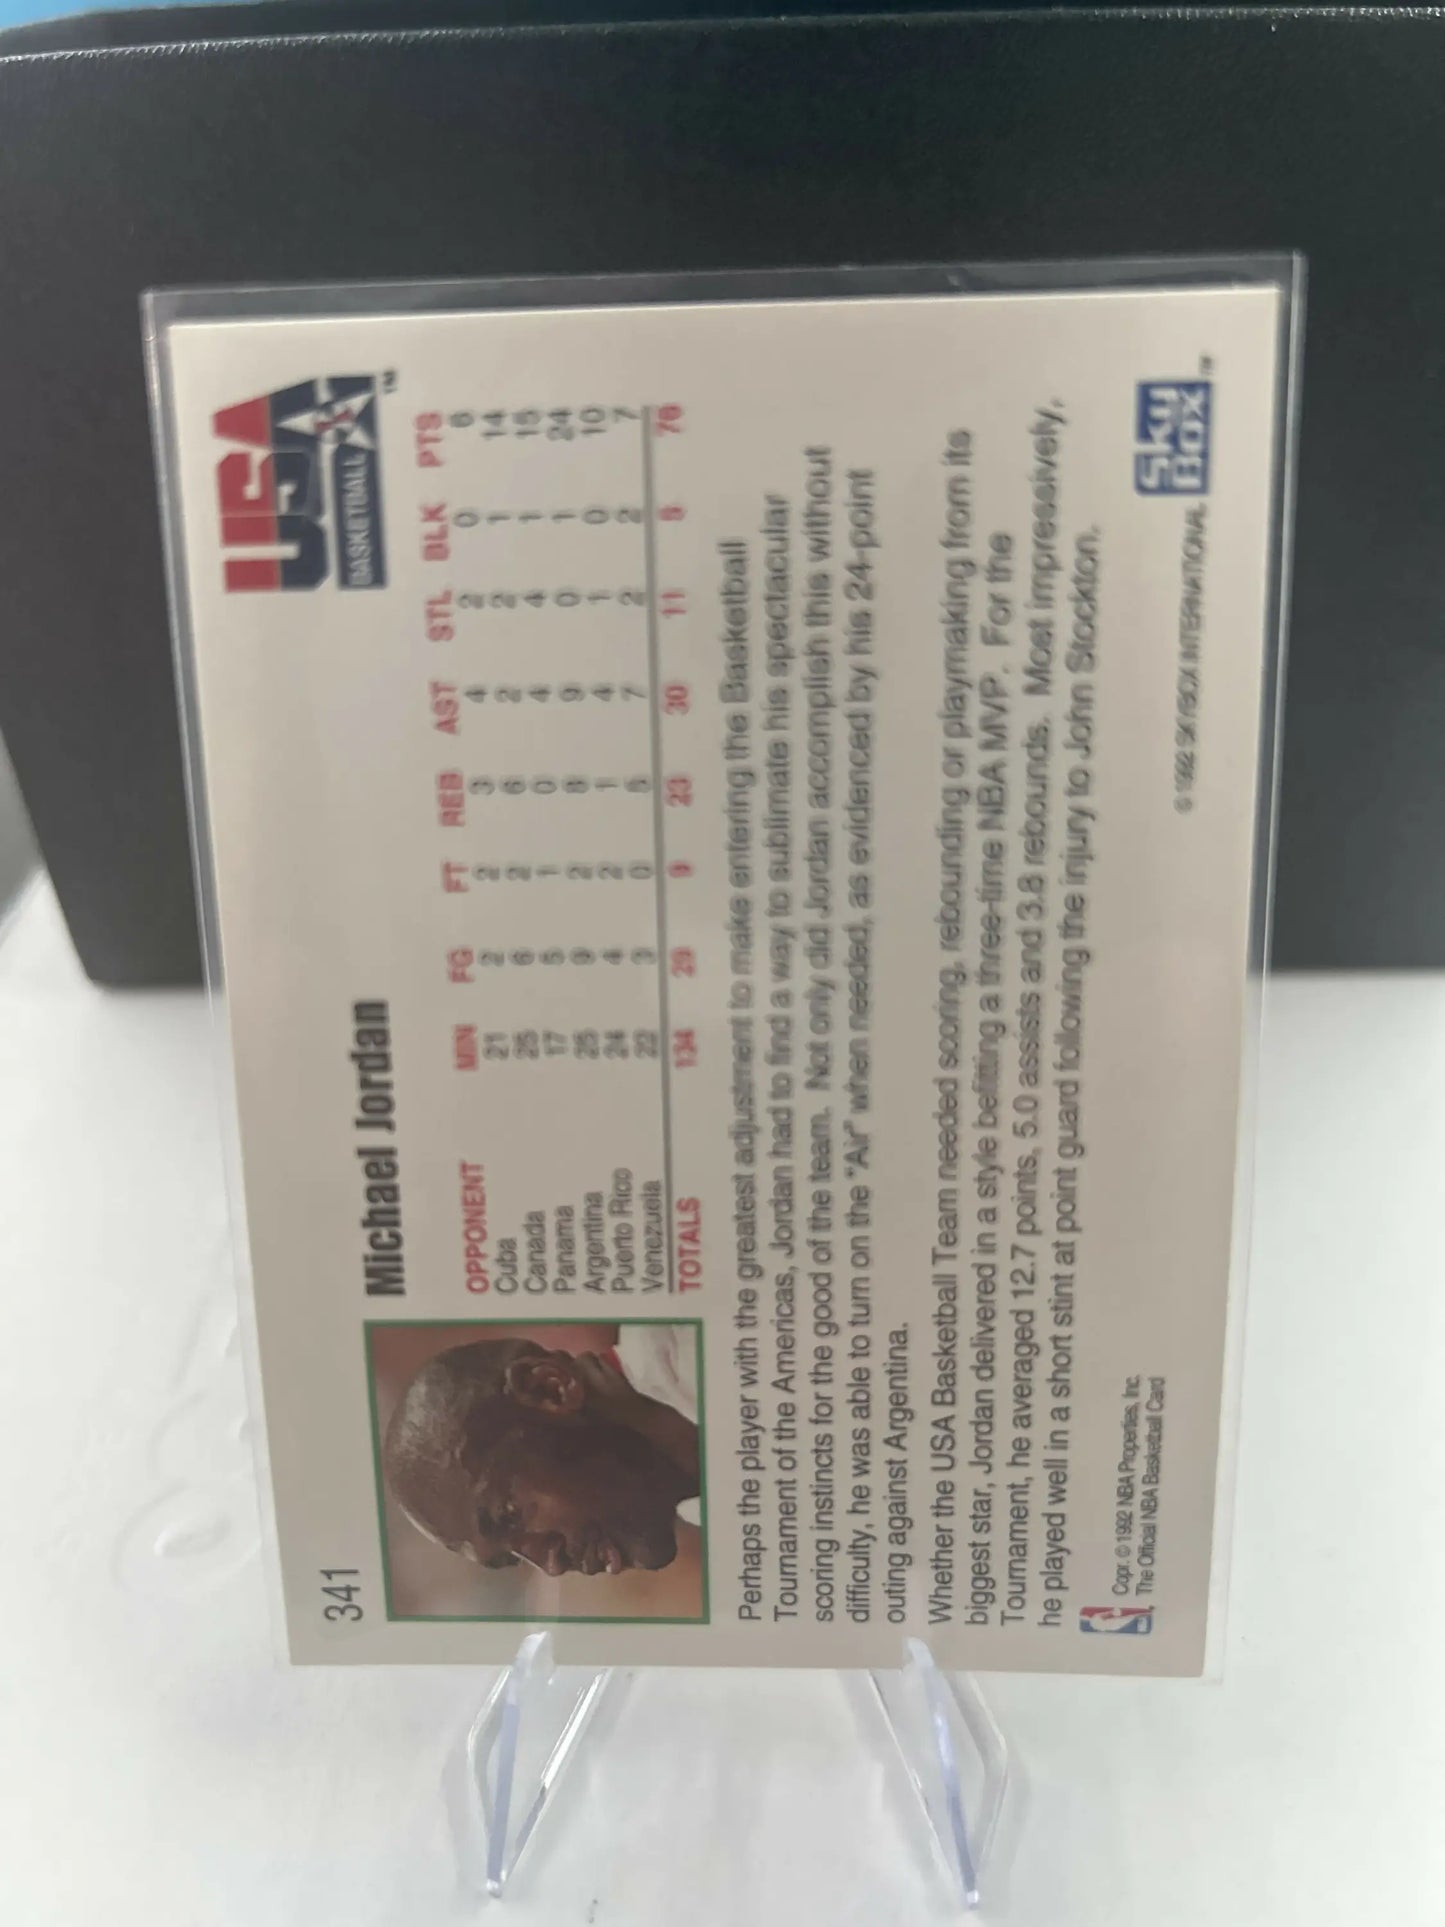 341
Michael Jordan
USA
BASKETBALL
TM
OPPONENT MIN FG FT REB AST STL BLK PTS
Cuba 21 2 2 3 4 2 0 6
Canada 25 6 2 6 2 2 1 14
Panama 17 5 1 0 4 4 1 15
Argentina 25 9 2 8 9 0 1 24
Puerto Rico 24 4 2 1 4 1 0 10
Venezuela 22 3 0 5 7 2 2 7
TOTALS 134 29 9 23 30 11 5 76
Perhaps the player with the greatest adjustment to make entering the Basketball
Tournament of the Americas, Jordan had to find a way to sublimate his spectacular
scoring instincts for the good of the team. Not only did Jordan accomplish this without
difficulty, he was able to turn on the "Air" when needed, as evidenced by his 24-point
outing against Argentina.
Whether the USA Basketball Team needed scoring, rebounding or playmaking from its
biggest star, Jordan delivered in a style befitting a three-time NBA MVP. For the
Tournament, he averaged 12.7 points, 5.0 assists and 3.8 rebounds. Most impressively,
he played well in a short stint at point guard following the injury to John Stockton.
Copr. © 1992 NBA Properties, Inc.
The Official NBA Basketball Card
© 1992 SKYBOX INTERNATIONAL
SKY
BOX
TM